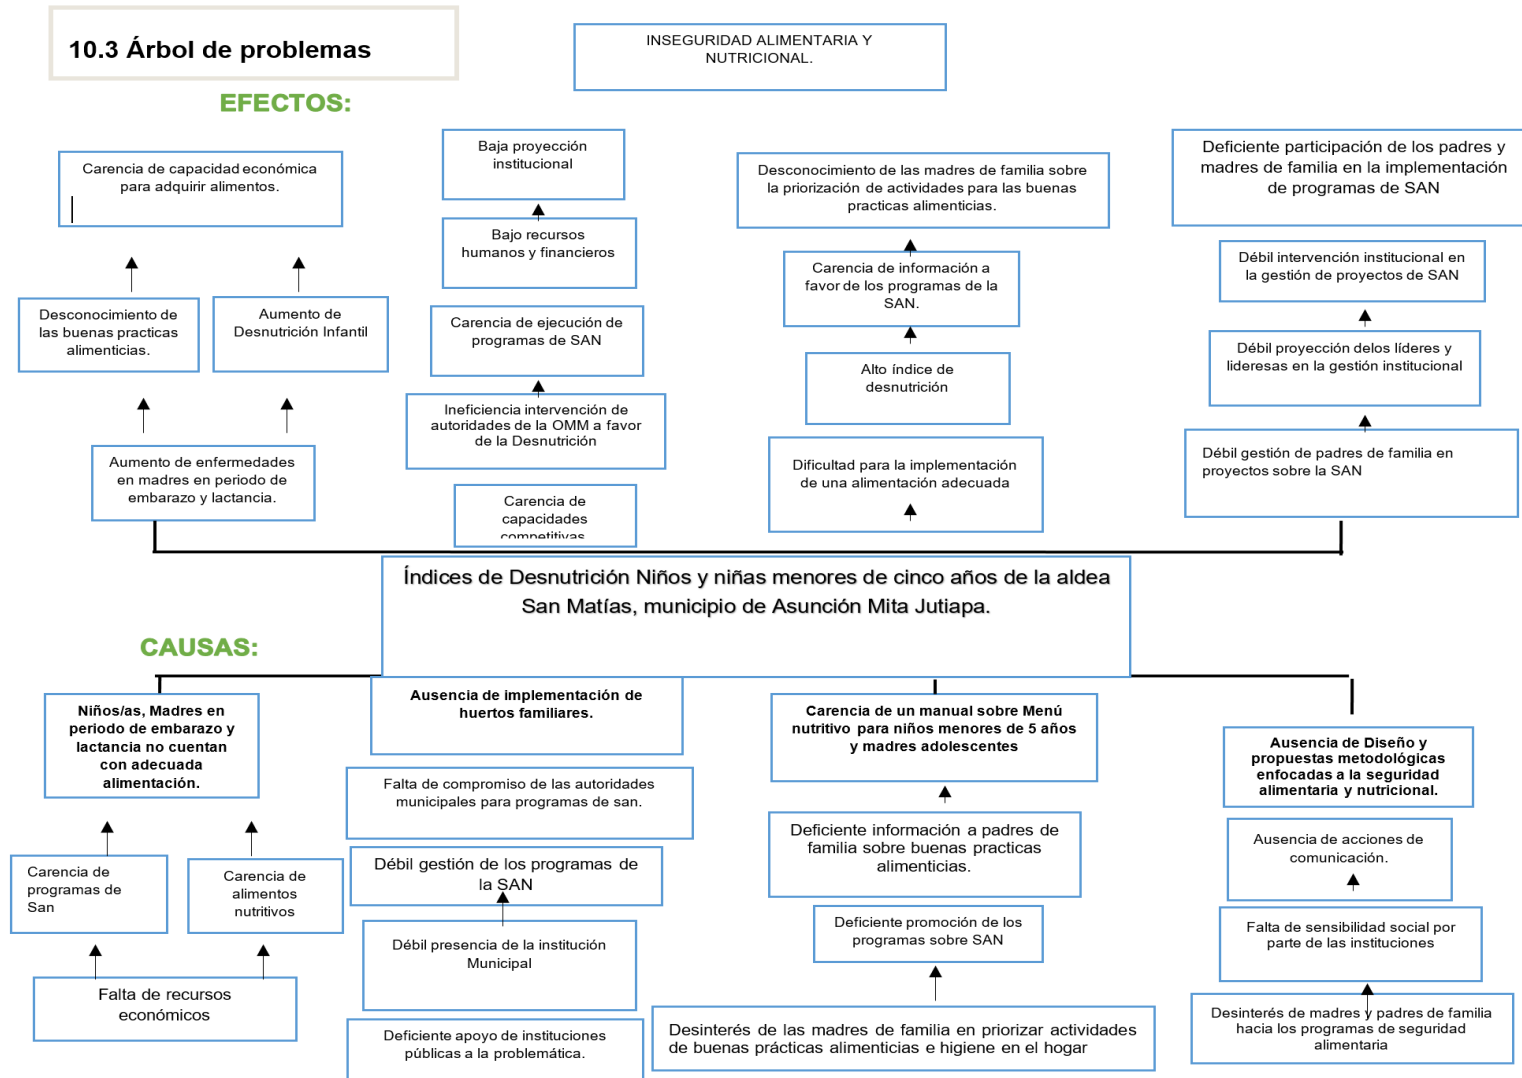 10.3 Árbol de problemas
INSEGURIDAD ALIMENTARIA Y
NUTRICIONAL.
EFECTOS:
Carencia de capacidad económica
para adquirir alimentos.
Desconocimiento de
las buenas practicas
alimenticias.
Aumento de
Desnutrición Infantil
Aumento de enfermedades
en madres en periodo de
embarazo y lactancia.
Baja proyección
institucional
Bajo recursos
humanos y financieros
Carencia de ejecución de
programas de SAN
Ineficiencia intervención de
autoridades de la OMM a favor
de la Desnutrición
Carencia de
capacidades
competitivas
Desconocimiento de las madres de familia sobre
la priorización de actividades para las buenas
practicas alimenticias.
Carencia de información a
favor de los programas de la
SAN.
Alto índice de
desnutrición
Dificultad para la implementación
de una alimentación adecuada
Deficiente participación de los padres y
madres de familia en la implementación
de programas de SAN
Débil intervención institucional en
la gestión de proyectos de SAN
Débil proyección delos líderes y
lideresas en la gestión institucional
Débil gestión de padres de familia en
proyectos sobre la SAN
Índices de Desnutrición Niños y niñas menores de cinco años de la aldea
San Matías, municipio de Asunción Mita Jutiapa.
CAUSAS:
Niños/as, Madres en
periodo de embarazo y
lactancia no cuentan
con adecuada
alimentación.
Carencia de
programas de
San
Carencia de
alimentos
nutritivos
Falta de recursos
económicos
Ausencia de implementación de
huertos familiares.
Falta de compromiso de las autoridades
municipales para programas de san.
Débil gestión de los programas de
la SAN
Débil presencia de la institución
Municipal
Deficiente apoyo de instituciones
públicas a la problemática.
Carencia de un manual sobre Menú
nutritivo para niños menores de 5 años
y madres adolescentes
Deficiente información a padres de
familia sobre buenas practicas
alimenticias.
Deficiente promoción de los
programas sobre SAN
Desinterés de las madres de familia en priorizar actividades
de buenas prácticas alimenticias e higiene en el hogar
Ausencia de Diseño y
propuestas metodológicas
enfocadas a la seguridad
alimentaria y nutricional.
Ausencia de acciones de
comunicación.
Falta de sensibilidad social por
parte de las instituciones
Desinterés de madres y padres de familia
hacia los programas de seguridad
alimentaria